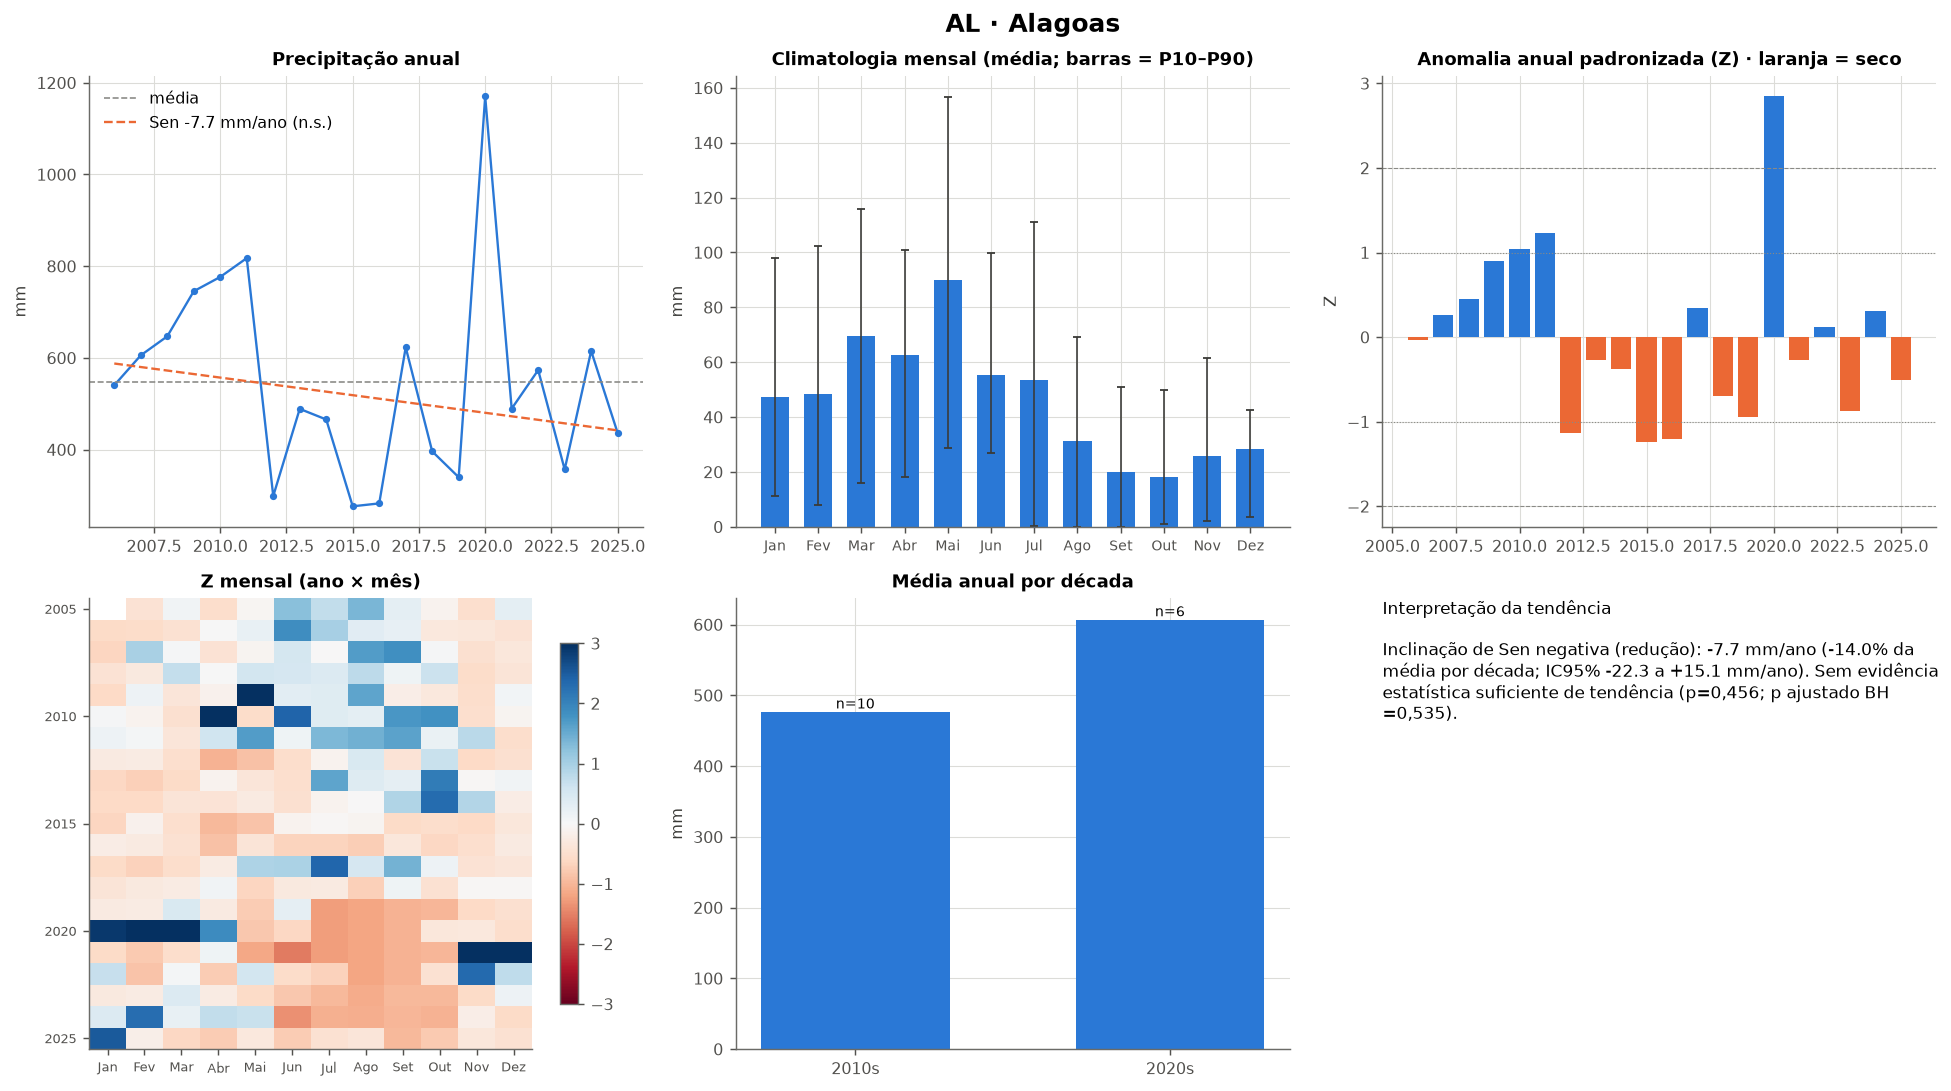 AL · Alagoas
Precipitação anual
1200
1000
800
600
400
mm
média
Sen -7.7 mm/ano (n.s.)
2007.5 2010.0 2012.5 2015.0 2017.5 2020.0 2022.5 2025.0
Climatologia mensal (média; barras = P10–P90)
160
140
120
100
80
60
40
20
0
mm
Jan Fev Mar Abr Mai Jun Jul Ago Set Out Nov Dez
Anomalia anual padronizada (Z) · laranja = seco
3
2
1
0
−1
−2
Z
2005.0 2007.5 2010.0 2012.5 2015.0 2017.5 2020.0 2022.5 2025.0
Z mensal (ano × mês)
2005
2010
2015
2020
2025
Jan Fev Mar Abr Mai Jun Jul Ago Set Out Nov Dez
3
2
1
0
−1
−2
−3
Média anual por década
600
500
400
300
200
100
0
mm
n=10
n=6
2010s 2020s
Interpretação da tendência
Inclinação de Sen negativa (redução): -7.7 mm/ano (-14.0% da
média por década; IC95% -22.3 a +15.1 mm/ano). Sem evidência
estatística suficiente de tendência (p=0,456; p ajustado BH
=0,535).